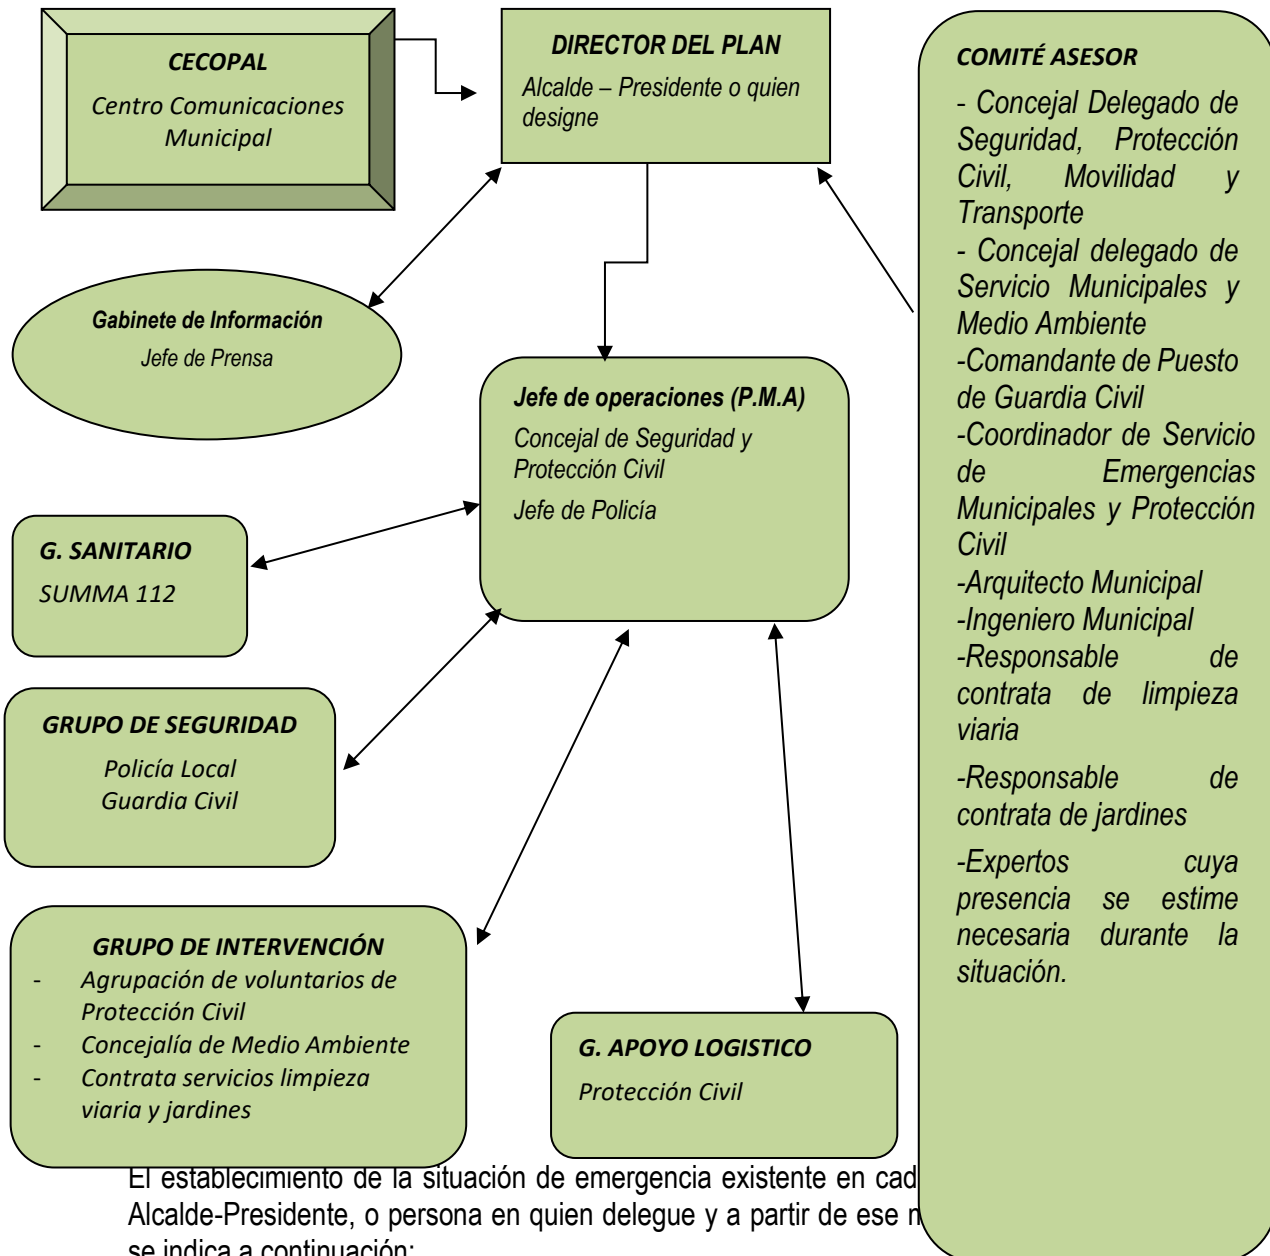 CECOPAL
Centro Comunicaciones
Municipal
DIRECTOR DEL PLAN
Alcalde – Presidente o quien
designe
Gabinete de Información
Jefe de Prensa
Jefe de operaciones (P.M.A)
Concejal de Seguridad y
Protección Civil
Jefe de Policía
G. SANITARIO
SUMMA 112
GRUPO DE SEGURIDAD
Policía Local
Guardia Civil
GRUPO DE INTERVENCIÓN
- Agrupación de voluntarios de
Protección Civil
- Concejalía de Medio Ambiente
- Contrata servicios limpieza
viaria y jardines
G. APOYO LOGISTICO
Protección Civil
COMITÉ ASESOR
- Concejal Delegado de
Seguridad, Protección
Civil, Movilidad y
Transporte
- Concejal delegado de
Servicio Municipales y
Medio Ambiente
-Comandante de Puesto
de Guardia Civil
-Coordinador de Servicio
de Emergencias
Municipales y Protección
Civil
-Arquitecto Municipal
-Ingeniero Municipal
-Responsable de
contrata de limpieza
viaria
-Responsable de
contrata de jardines
-Expertos cuya
presencia se estime
necesaria durante la
situación.
El establecimiento de la situación de emergencia existente en cad
Alcalde-Presidente, o persona en quien delegue y a partir de ese
se indica a continuación: